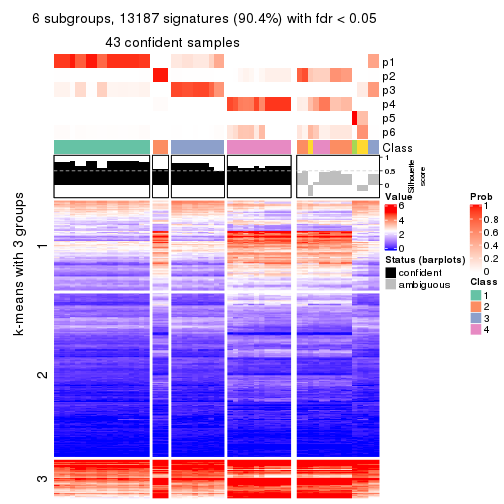 6 subgroups, 13187 signatures (90.4%) with fdr < 0.05
43 confident samples
p1
p2
p3
p4
p5
p6
Class
1
0.5
0
Silhouette
score
k-means with 3 groups
1
2
3
Value
6
4
2
0
Status (barplots)
confident
ambiguous
Prob
1
0.8
0.6
0.4
0.2
0
Class
1
2
3
4